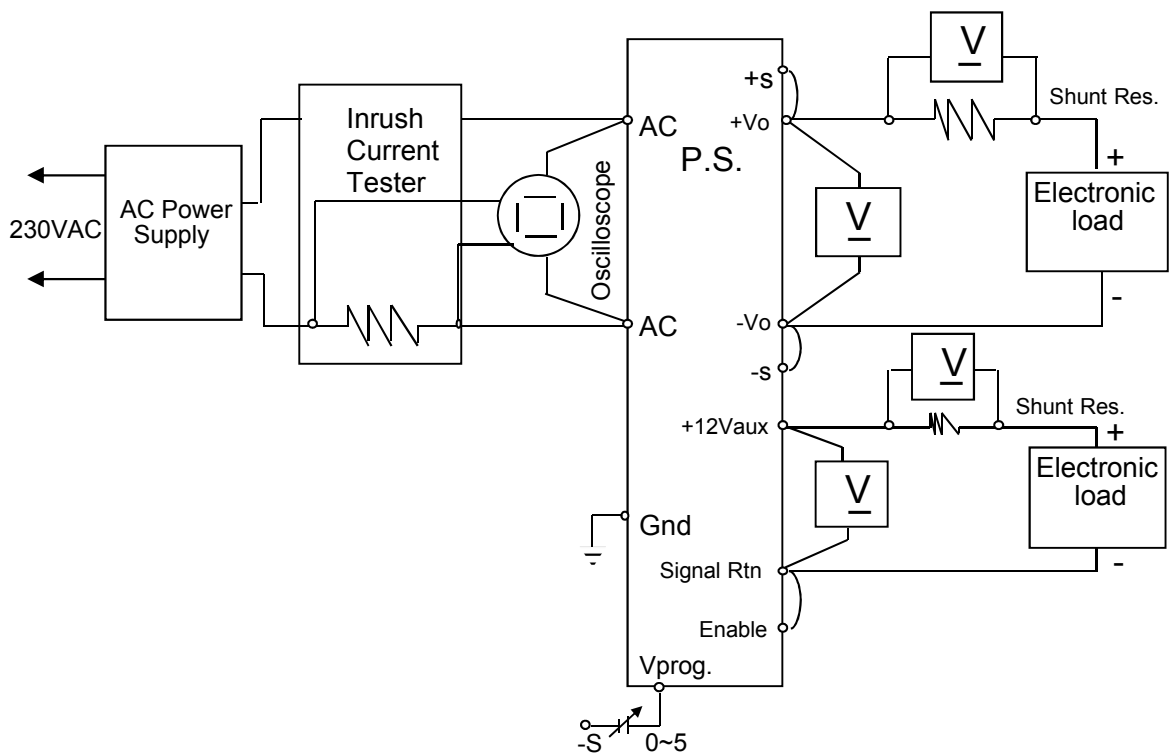 230VAC
AC Power
Supply
Inrush
Current
Tester
Oscilloscope
AC
AC
P.S.
Gnd
Vprog.
-S
0~5
+s
+Vo
-Vo
-s
+12Vaux
Signal Rtn
Enable
V
Shunt Res.
V
+
Electronic
load
-
V
Shunt Res.
V
+
Electronic
load
-